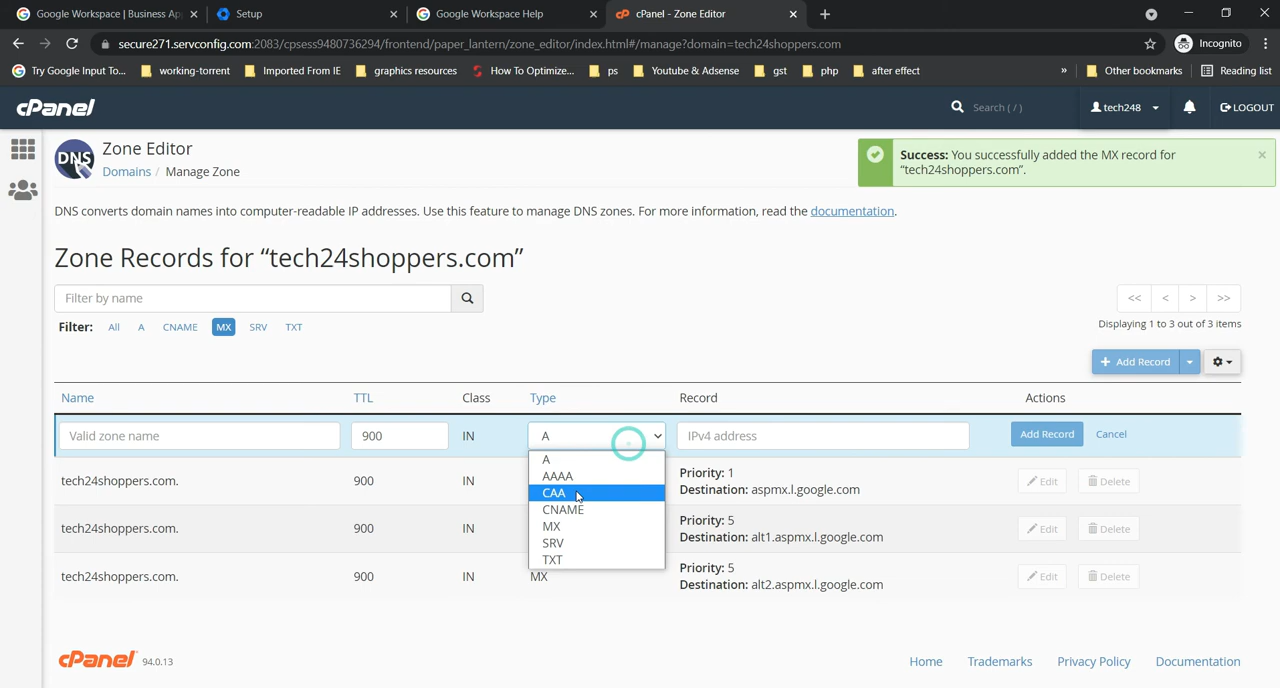 Google Workspace | Business Ap
Setup
Google Workspace Help
cPanel - Zone Editor
secure271.servconfig.com:2083/cpsess9480736294/frontend/paper_lantern/zone_editor/index.html#/manage?domain=tech24shoppers.com
Incognito
Try Google Input To...
working-torrent
Imported From IE
graphics resources
How To Optimize...
ps
Youtube & Adsense
gst
php
after effect
»
Other bookmarks
Reading list
cPanel
Search ( / )
tech248
LOGOUT
DNS
Zone Editor
Domains / Manage Zone
Success: You successfully added the MX record for
“tech24shoppers.com”.
DNS converts domain names into computer-readable IP addresses. Use this feature to manage DNS zones. For more information, read the documentation.
Zone Records for “tech24shoppers.com”
Filter by name
<< < > >>
Filter: All A CNAME MX SRV TXT
Displaying 1 to 3 out of 3 items
+ Add Record
Name TTL Class Type Record Actions
Valid zone name 900 IN A IPv4 address Add Record Cancel
A
AAAA
CAA
CNAME
MX
SRV
TXT
tech24shoppers.com. 900 IN Priority: 1
Destination: aspmx.l.google.com
Edit Delete
tech24shoppers.com. 900 IN Priority: 5
Destination: alt1.aspmx.l.google.com
Edit Delete
tech24shoppers.com. 900 IN MX Priority: 5
Destination: alt2.aspmx.l.google.com
Edit Delete
cPanel 94.0.13
Home Trademarks Privacy Policy Documentation